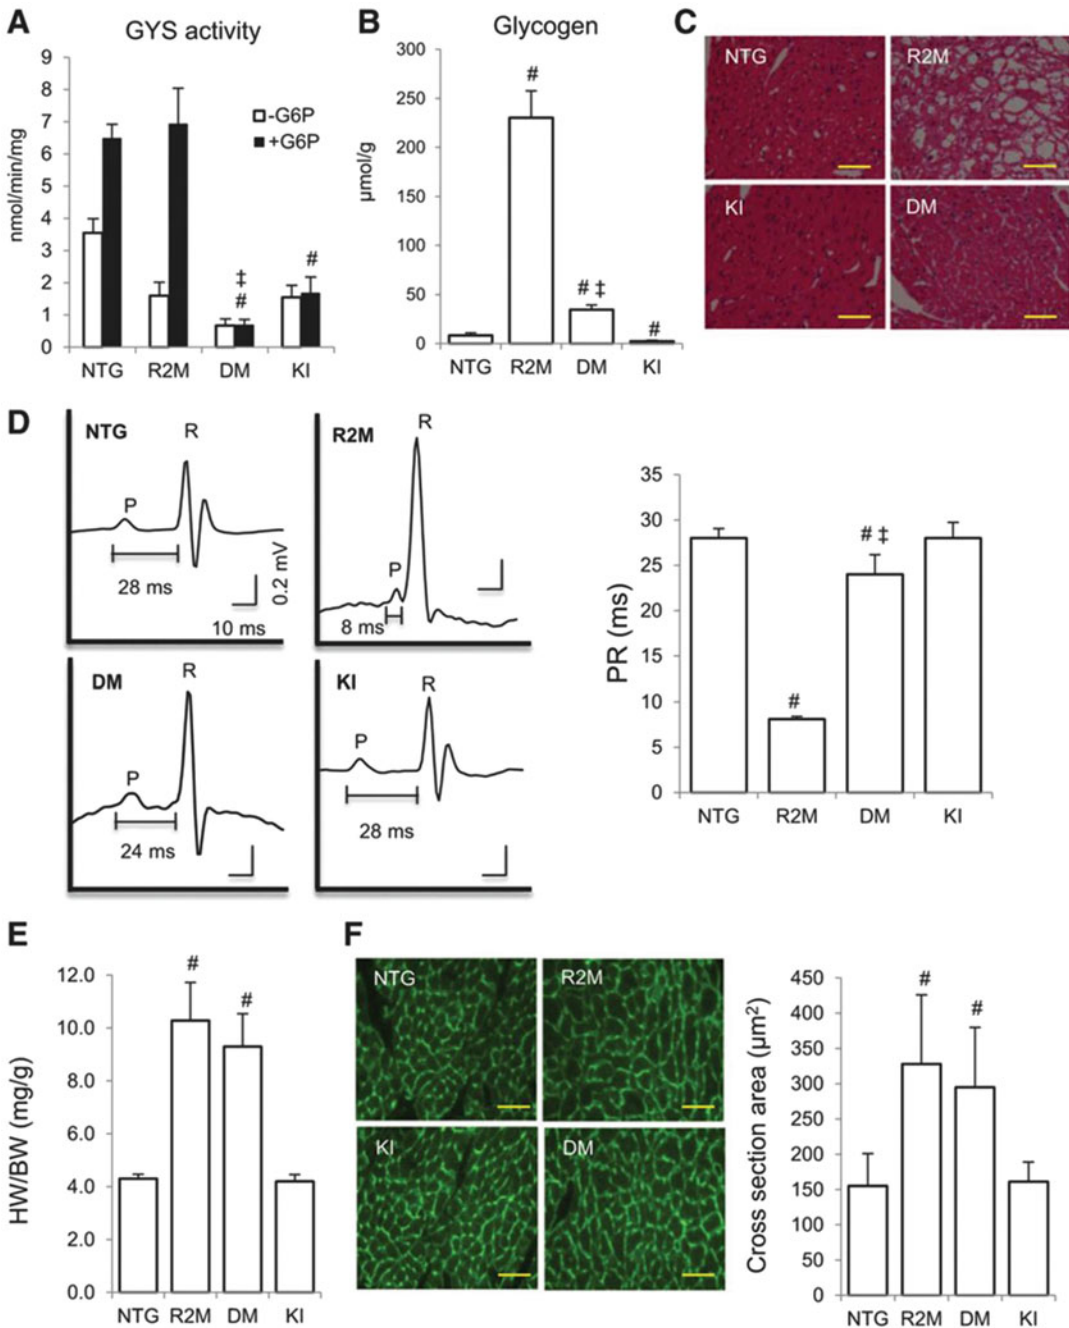 A
GYS activity
9
8
7
6
5
4
3
2
1
0
nmol/min/mg
-G6P
+G6P
‡
#
#
NTG R2M DM KI
B
Glycogen
300
250
200
150
100
50
0
µmol/g
#
# ‡
#
NTG R2M DM KI
C
NTG R2M
KI DM
D
NTG
P
R
28 ms
0.2 mV
10 ms
R2M
P
R
8 ms
DM
P
R
24 ms
KI
P
R
28 ms
35
30
25
20
15
10
5
0
PR (ms)
#
# ‡
NTG R2M DM KI
E
12.0
10.0
8.0
6.0
4.0
2.0
0.0
HW/BW (mg/g)
#
#
NTG R2M DM KI
F
NTG R2M
KI DM
450
400
350
300
250
200
150
100
50
0
Cross section area (µm²)
#
#
NTG R2M DM KI